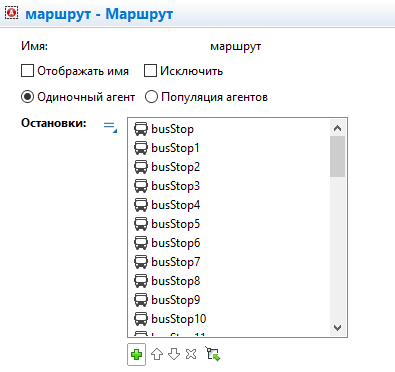 маршрут - Маршрут
Имя: маршрут
Отображать имя Исключить
Одиночный агент Популяция агентов
Остановки:
busStop
busStop1
busStop2
busStop3
busStop4
busStop5
busStop6
busStop7
busStop8
busStop9
busStop10
busStop11